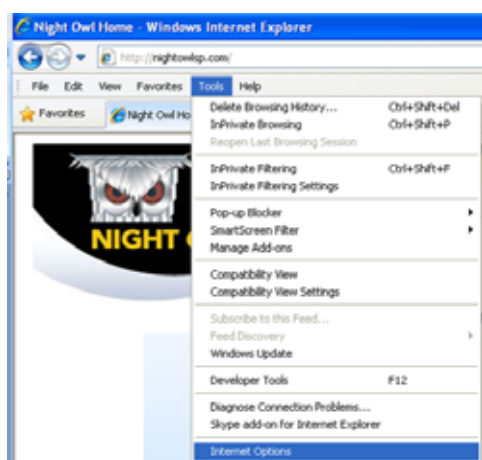 Night Owl Home - Windows Internet Explorer
http://nightowlsp.com/
File Edit View Favorites Tools Help
Favorites Night Owl Ho
Delete Browsing History... Ctrl+Shift+Del
InPrivate Browsing Ctrl+Shift+P
Reopen Last Browsing Session
InPrivate Filtering Ctrl+Shift+F
InPrivate Filtering Settings
NIGHT
Pop-up Blocker
SmartScreen Filter
Manage Add-ons
Compatibility View
Compatibility View Settings
Subscribe to this Feed...
Feed Discovery
Windows Update
Developer Tools F12
Diagnose Connection Problems...
Skype add-on for Internet Explorer
Internet Options